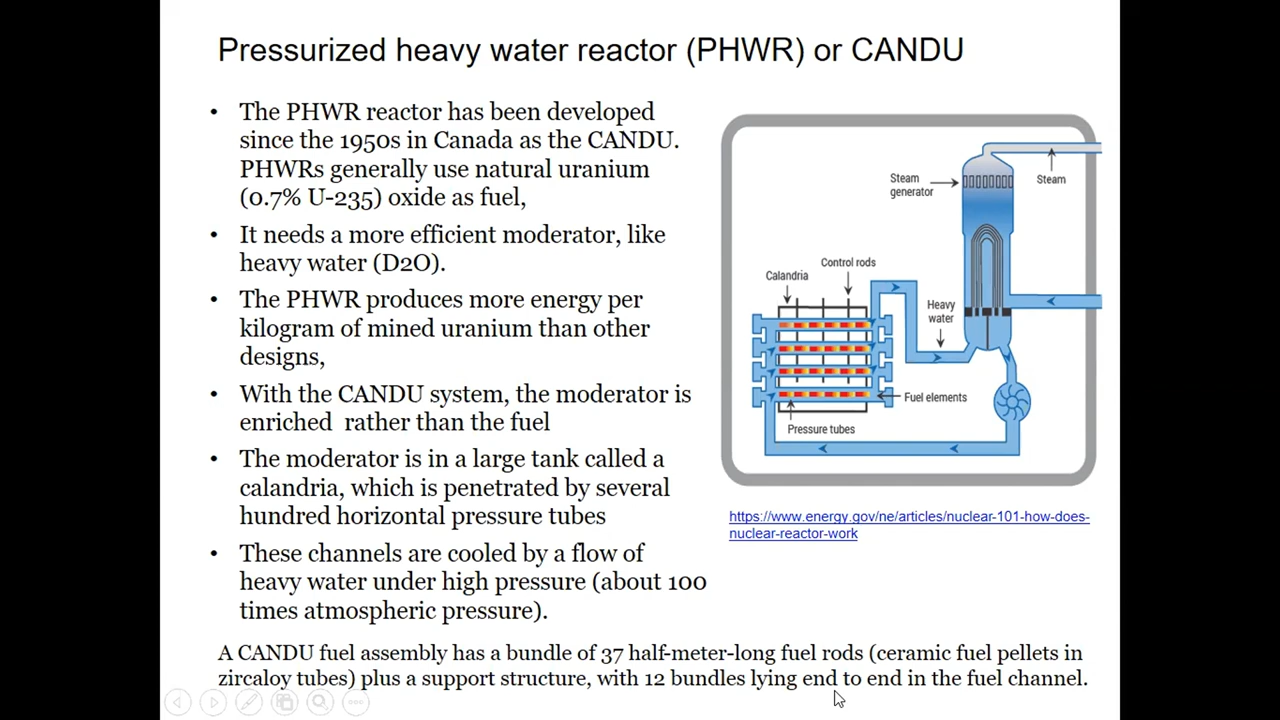 Pressurized heavy water reactor (PHWR) or CANDU
• The PHWR reactor has been developed
since the 1950s in Canada as the CANDU.
PHWRs generally use natural uranium
(0.7% U-235) oxide as fuel,
• It needs a more efficient moderator, like
heavy water (D2O).
• The PHWR produces more energy per
kilogram of mined uranium than other
designs,
• With the CANDU system, the moderator is
enriched rather than the fuel
• The moderator is in a large tank called a
calandria, which is penetrated by several
hundred horizontal pressure tubes
• These channels are cooled by a flow of
heavy water under high pressure (about 100
times atmospheric pressure).
Steam
generator
Steam
Control rods
Calandria
Heavy
water
Fuel elements
Pressure tubes
https://www.energy.gov/ne/articles/nuclear-101-how-does-
nuclear-reactor-work
A CANDU fuel assembly has a bundle of 37 half-meter-long fuel rods (ceramic fuel pellets in
zircaloy tubes) plus a support structure, with 12 bundles lying end to end in the fuel channel.